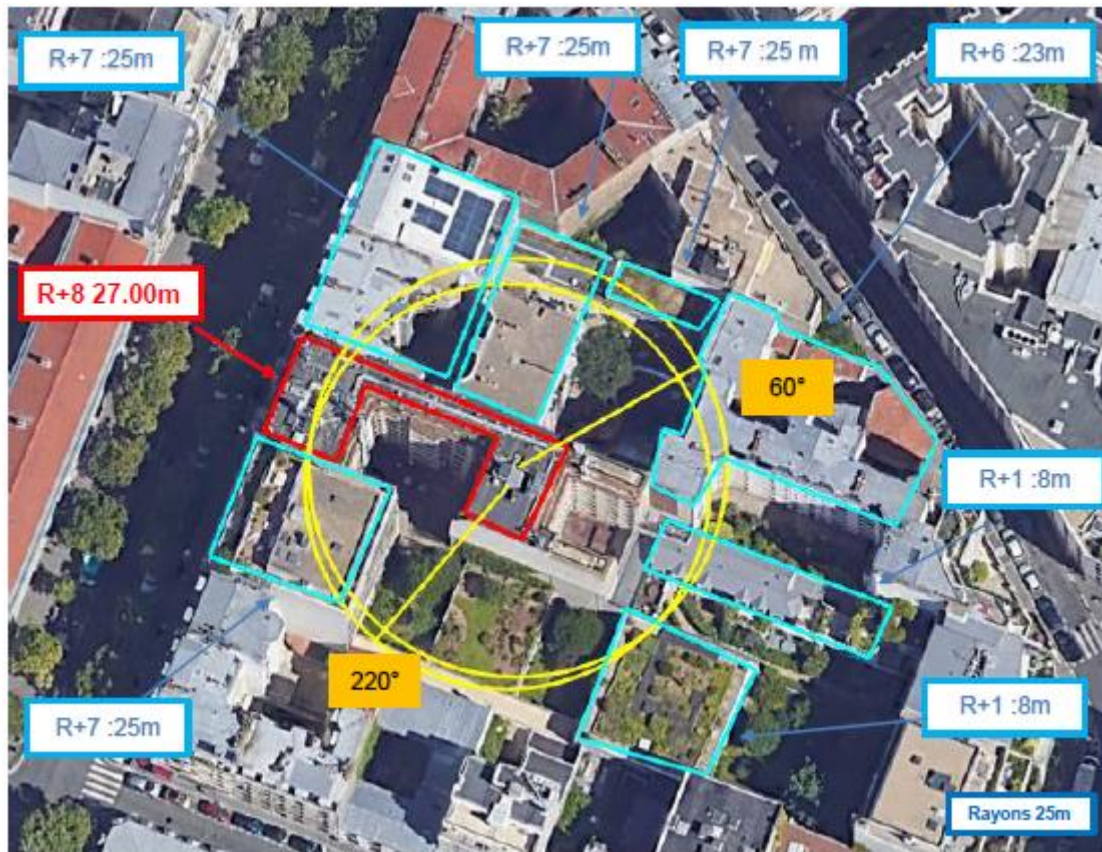 R+7 :25m
R+7 :25m
R+7 :25 m
R+6 :23m
R+8 27.00m
60°
R+1 :8m
220°
R+7 :25m
R+1 :8m
Rayons 25m